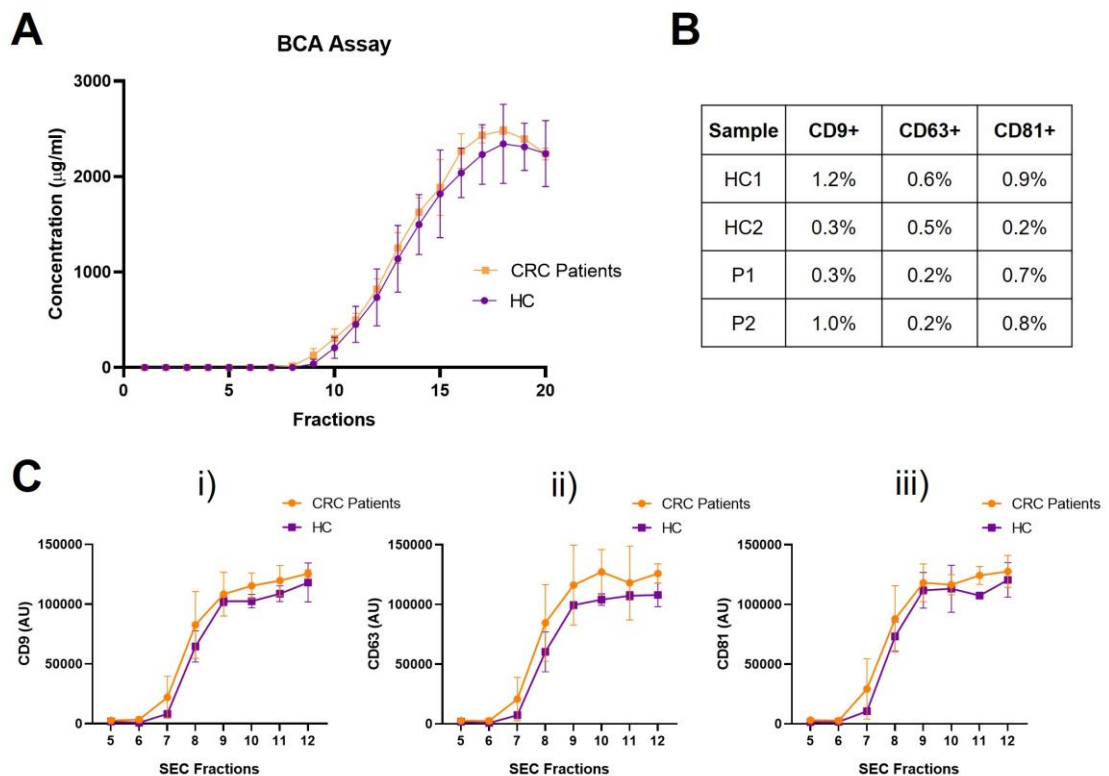 A
BCA Assay
Concentration (μg/ml)
3000
2000
1000
0
0 5 10 15 20
Fractions
CRC Patients
HC
B
Sample CD9+ CD63+ CD81+
HC1 1.2% 0.6% 0.9%
HC2 0.3% 0.5% 0.2%
P1 0.3% 0.2% 0.7%
P2 1.0% 0.2% 0.8%
C
i)
CRC Patients
HC
CD9 (AU)
150000
100000
50000
0
5 6 7 8 9 10 11 12
SEC Fractions
ii)
CRC Patients
HC
CD63 (AU)
150000
100000
50000
0
5 6 7 8 9 10 11 12
SEC Fractions
iii)
CRC Patients
HC
CD81 (AU)
150000
100000
50000
0
5 6 7 8 9 10 11 12
SEC Fractions